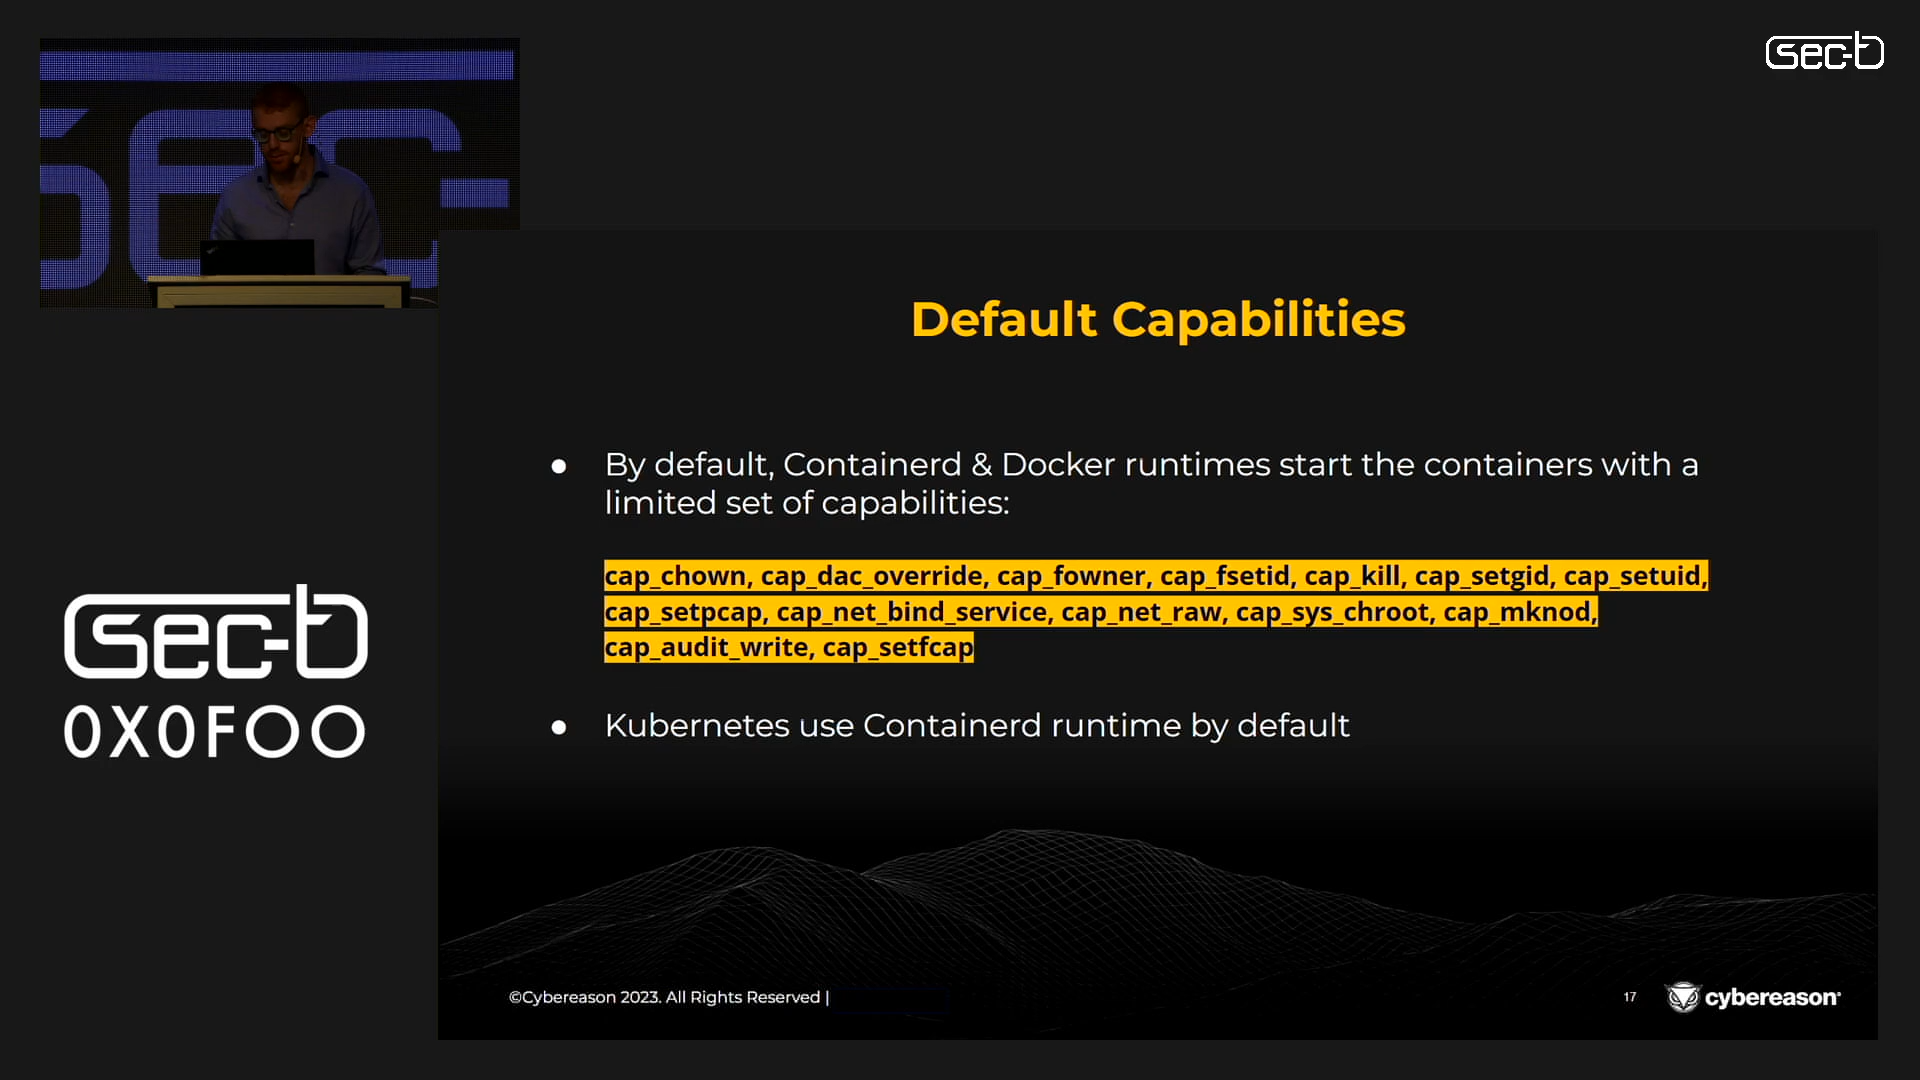 sec-t
SEC-
Default Capabilities
● By default, Containerd & Docker runtimes start the containers with a
limited set of capabilities:
cap_chown, cap_dac_override, cap_fowner, cap_fsetid, cap_kill, cap_setgid, cap_setuid,
cap_setpcap, cap_net_bind_service, cap_net_raw, cap_sys_chroot, cap_mknod,
cap_audit_write, cap_setfcap
● Kubernetes use Containerd runtime by default
sec-t
0X0F00
©Cybereason 2023. All Rights Reserved |
17
cybereason®